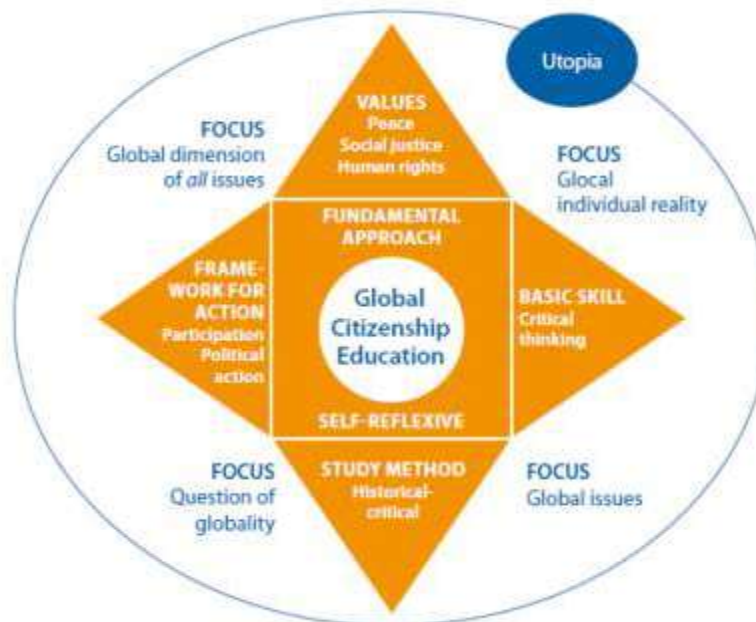 Utopia
VALUES
Peace
Social justice
Human rights
FOCUS
Global dimension
of all issues
FOCUS
Glocal
individual reality
FUNDAMENTAL
APPROACH
FRAME-
WORK FOR
ACTION
Participation
Political
action
Global
Citizenship
Education
BASIC SKILL
Critical
thinking
SELF-REFLEXIVE
FOCUS
Question of
globality
STUDY METHOD
Historical-
critical
FOCUS
Global issues